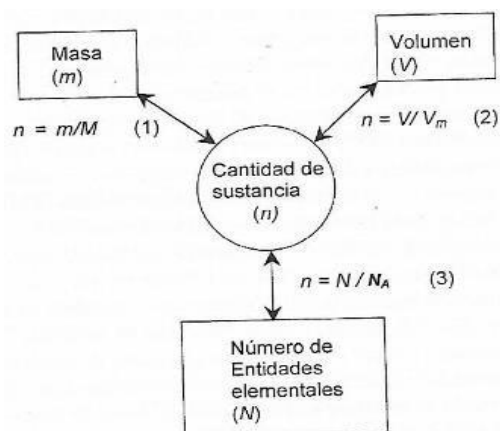 Masa
(m)
Volumen
(V)
n = m/M (1)
n = V/ Vm (2)
Cantidad de
sustancia
(n)
n = N / NA (3)
Número de
Entidades
elementales
(N)